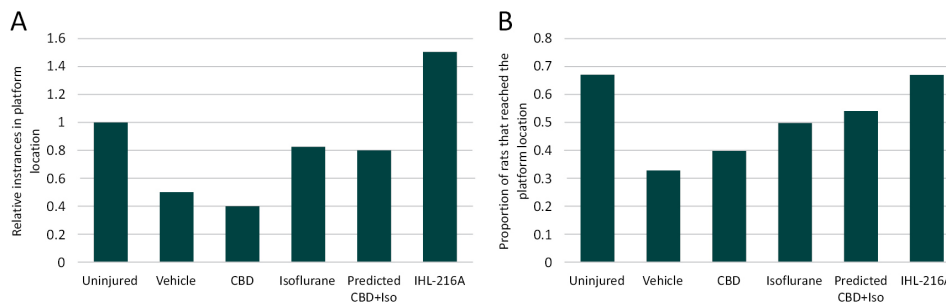 A
Relative instrances in platform
location
1.6
1.4
1.2
1
0.8
0.6
0.4
0.2
0
Uninjured Vehicle CBD Isoflurane Predicted IHL-216A
CBD+Iso
B
Proportion of rats that reached the
platform location
0.8
0.7
0.6
0.5
0.4
0.3
0.2
0.1
0
Uninjured Vehicle CBD Isoflurane Predicted IHL-216A
CBD+Iso